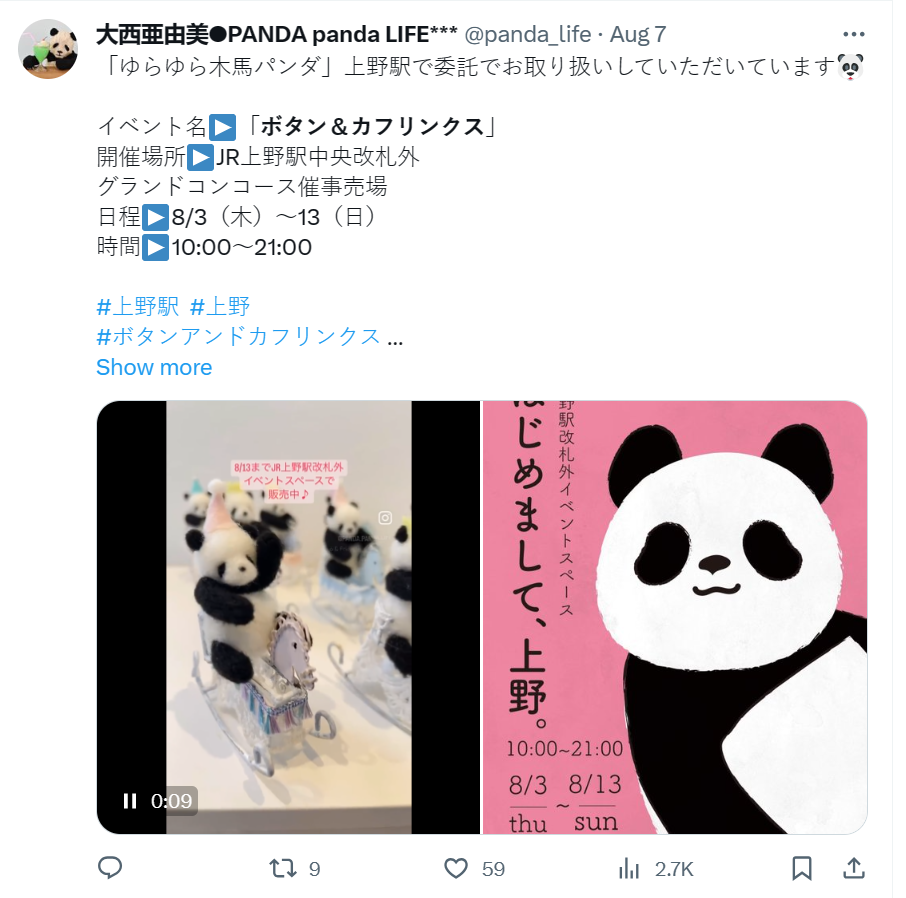 大西亜由美●PANDA panda LIFE*** @panda_life · Aug 7
「ゆらゆら木馬パンダ」上野駅で委託でお取り扱いしていただいています🐼
イベント名▶️「ボタン＆カフリンクス」
開催場所▶️JR上野駅中央改札外
グランドコンコース催事売場
日程▶️8/3（木）〜13（日）
時間▶️10:00〜21:00
#上野駅 #上野
#ボタンアンドカフリンクス ...
Show more
8/13までJR上野駅改札外
イベントスペースで
販売中♪
0:09
野駅改札外イベントスペース
はじめまして、上野。
10:00~21:00
8/3 ~ 8/13
thu sun
9
59
2.7K